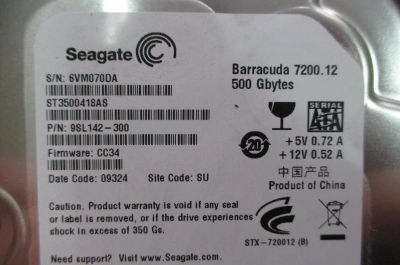 Seagate
S/N: 6VM070DA
ST3500418AS
P/N: 9SL142-300
Firmware: CC34
Date Code: 09324 Site Code: SU
Barracuda 7200.12
500 Gbytes
SERIAL
ATA
+5V 0.72 A
+12V 0.52 A
20
中国产品
Product of China
Caution. Product warranty is void if any seal
or label is removed, or if the drive experiences
shock in excess of 350 Gs.
STX-720012 (B)
Need support? Visit www.Seagate.com